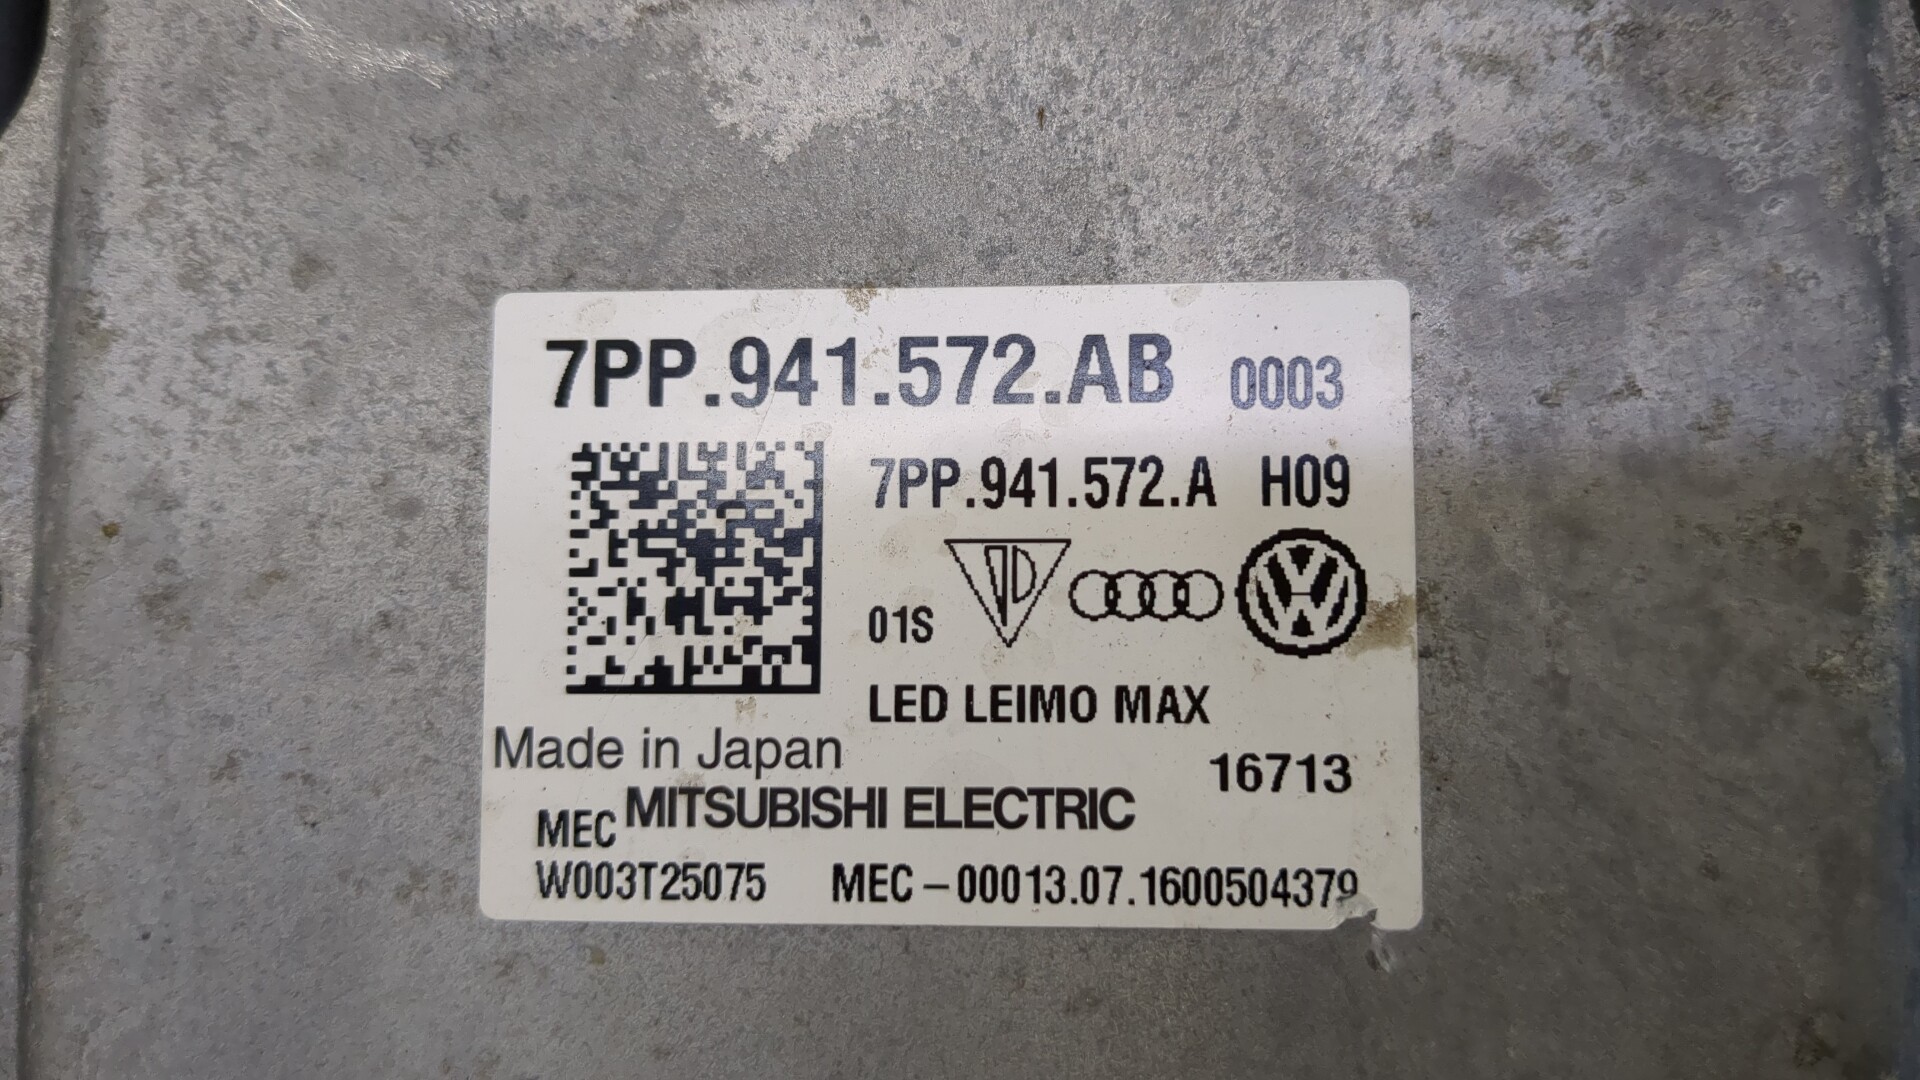 7PP.941.572.AB 0003
7PP.941.572.A H09
01S
LED LEIMO MAX
Made in Japan
16713
MEC MITSUBISHI ELECTRIC
W003T25075 MEC-00013.07.1600504379